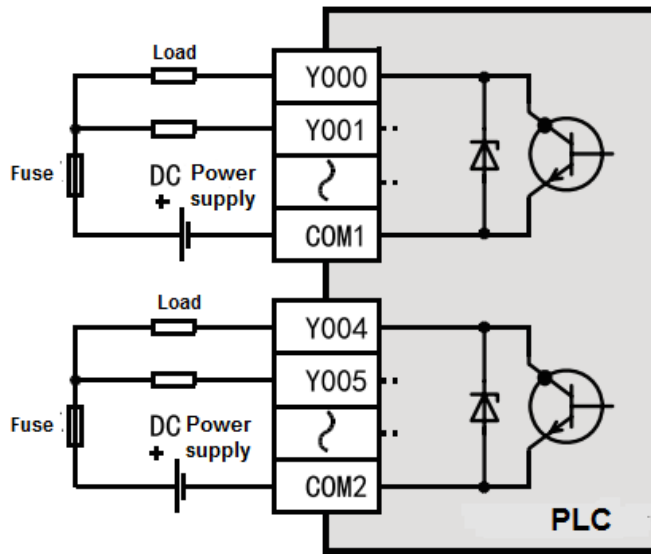 Load
Y000
Y001
Fuse
DC Power
supply
+
COM1
Load
Y004
Y005
Fuse
DC Power
supply
+
COM2
PLC